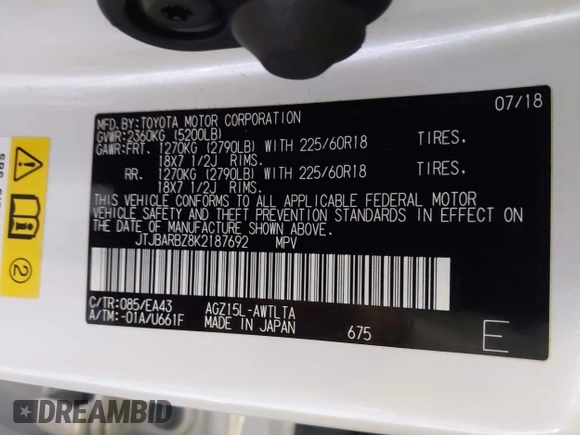 07/18
MFD.BY:TOYOTA MOTOR CORPORATION
GVWR:2360KG (5200LB)
GAWR:FRT. 1270KG (2790LB) WITH 225/60R18 TIRES,
18X7 1/2J RIMS.
RR. 1270KG (2790LB) WITH 225/60R18 TIRES,
18X7 1/2J RIMS.
THIS VEHICLE CONFORMS TO ALL APPLICABLE FEDERAL MOTOR
VEHICLE SAFETY AND THEFT PREVENTION STANDARDS IN EFFECT ON
THE DATE OF MANUFACTURE SHOWN ABOVE.
JTJBARBZ8K2187692 MPV
C/TR:085/EA43 AGZ15L-AWTLTA
A/TM:-01A/U661F MADE IN JAPAN 675 E
2
DREAMBID